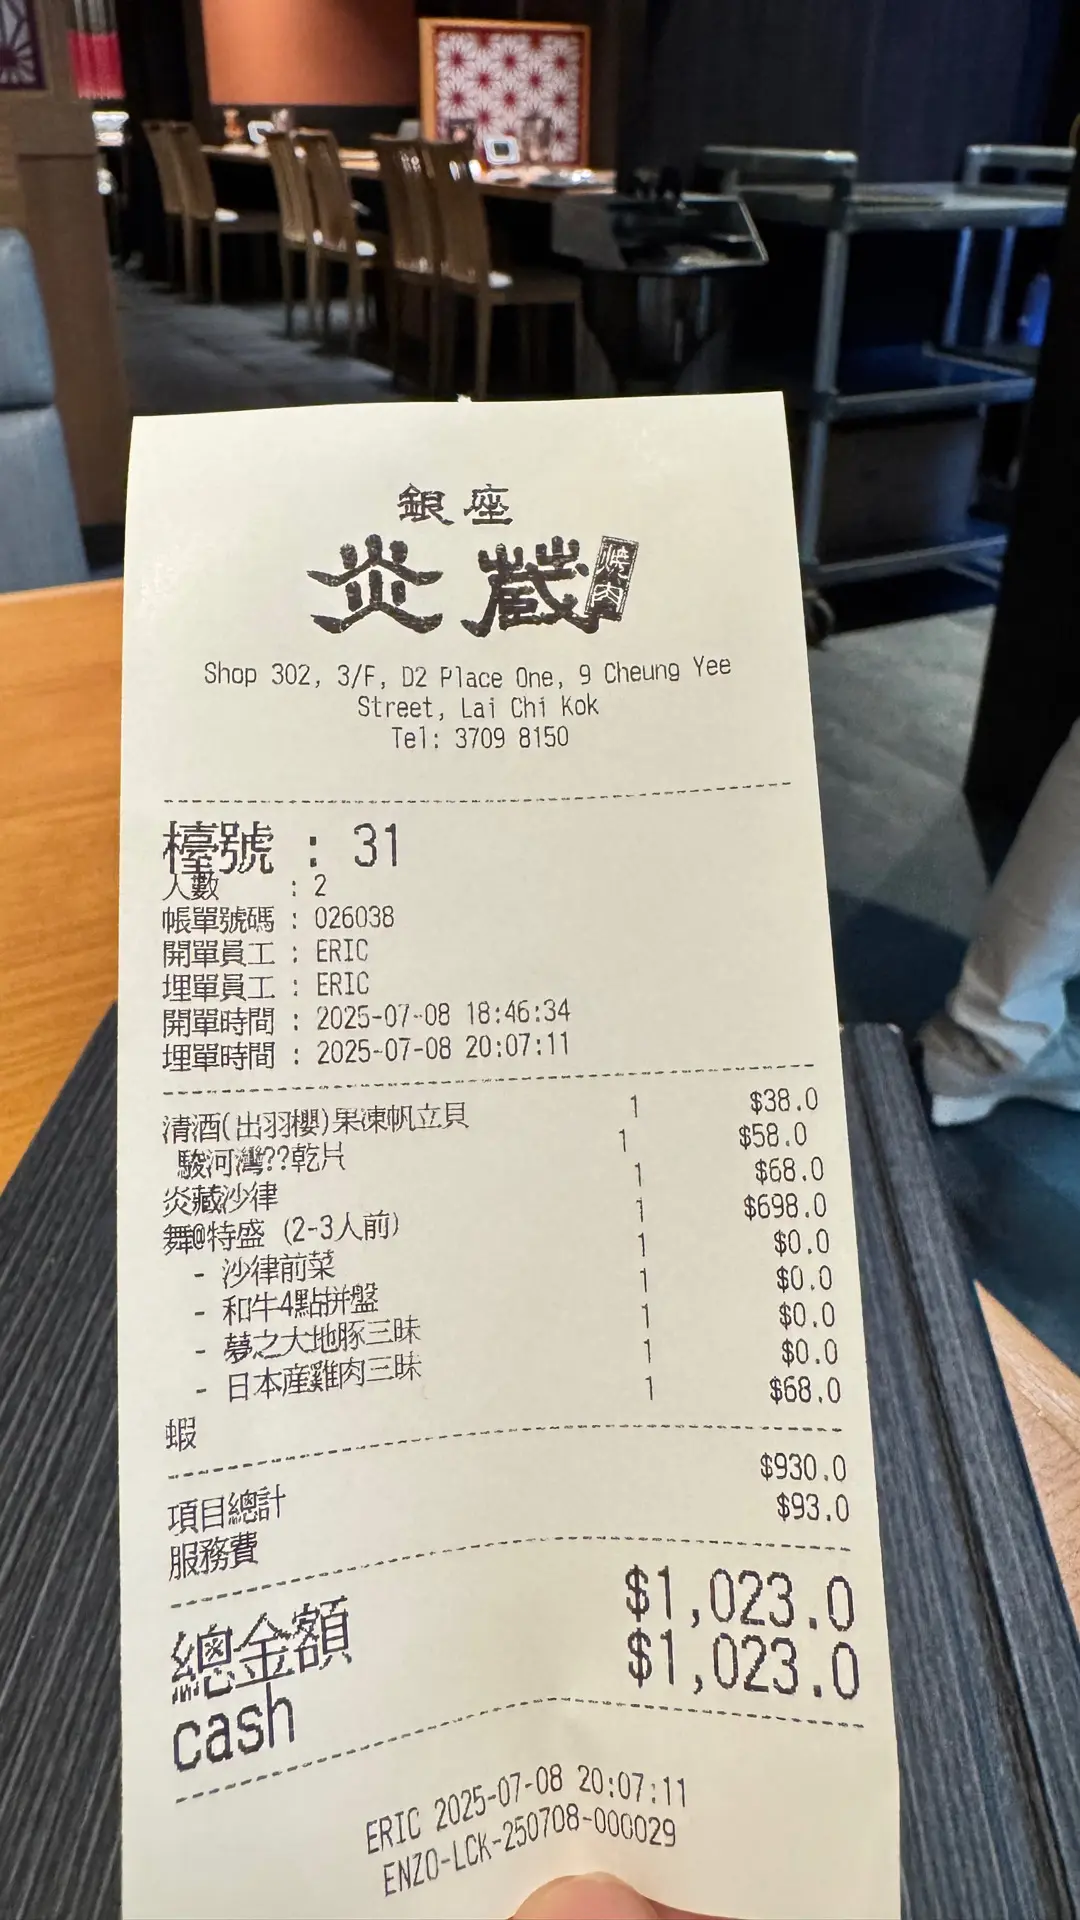 銀座
炎蔵 焼肉
Shop 302, 3/F, D2 Place One, 9 Cheung Yee
Street, Lai Chi Kok
Tel: 3709 8150
檯號 : 31
人數 : 2
帳單號碼 : 026038
開單員工 : ERIC
埋單員工 : ERIC
開單時間 : 2025-07-08 18:46:34
埋單時間 : 2025-07-08 20:07:11
清酒(出羽櫻)果凍帆立貝 1 $38.0
駿河灣??乾片 1 $58.0
炎藏沙律 1 $68.0
舞@特盛 (2-3人前) 1 $698.0
- 沙律前菜 1 $0.0
- 和牛4點拼盤 1 $0.0
- 夢之大地豚三昧 1 $0.0
- 日本産雞肉三昧 1 $0.0
蝦 1 $68.0
項目總計 $930.0
服務費 $93.0
總金額 $1,023.0
cash $1,023.0
ERIC 2025-07-08 20:07:11
ENZO-LCK-250708-000029